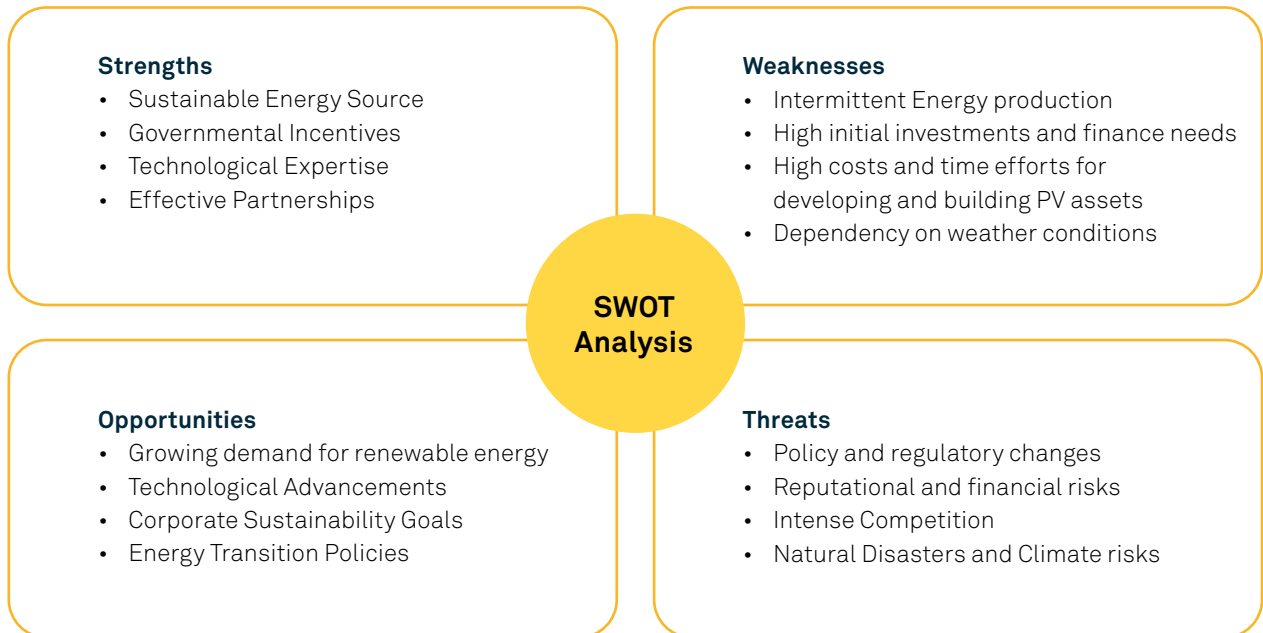 Strengths
• Sustainable Energy Source
• Governmental Incentives
• Technological Expertise
• Effective Partnerships
Weaknesses
• Intermittent Energy production
• High initial investments and finance needs
• High costs and time efforts for
developing and building PV assets
• Dependency on weather conditions
SWOT
Analysis
Opportunities
• Growing demand for renewable energy
• Technological Advancements
• Corporate Sustainability Goals
• Energy Transition Policies
Threats
• Policy and regulatory changes
• Reputational and financial risks
• Intense Competition
• Natural Disasters and Climate risks